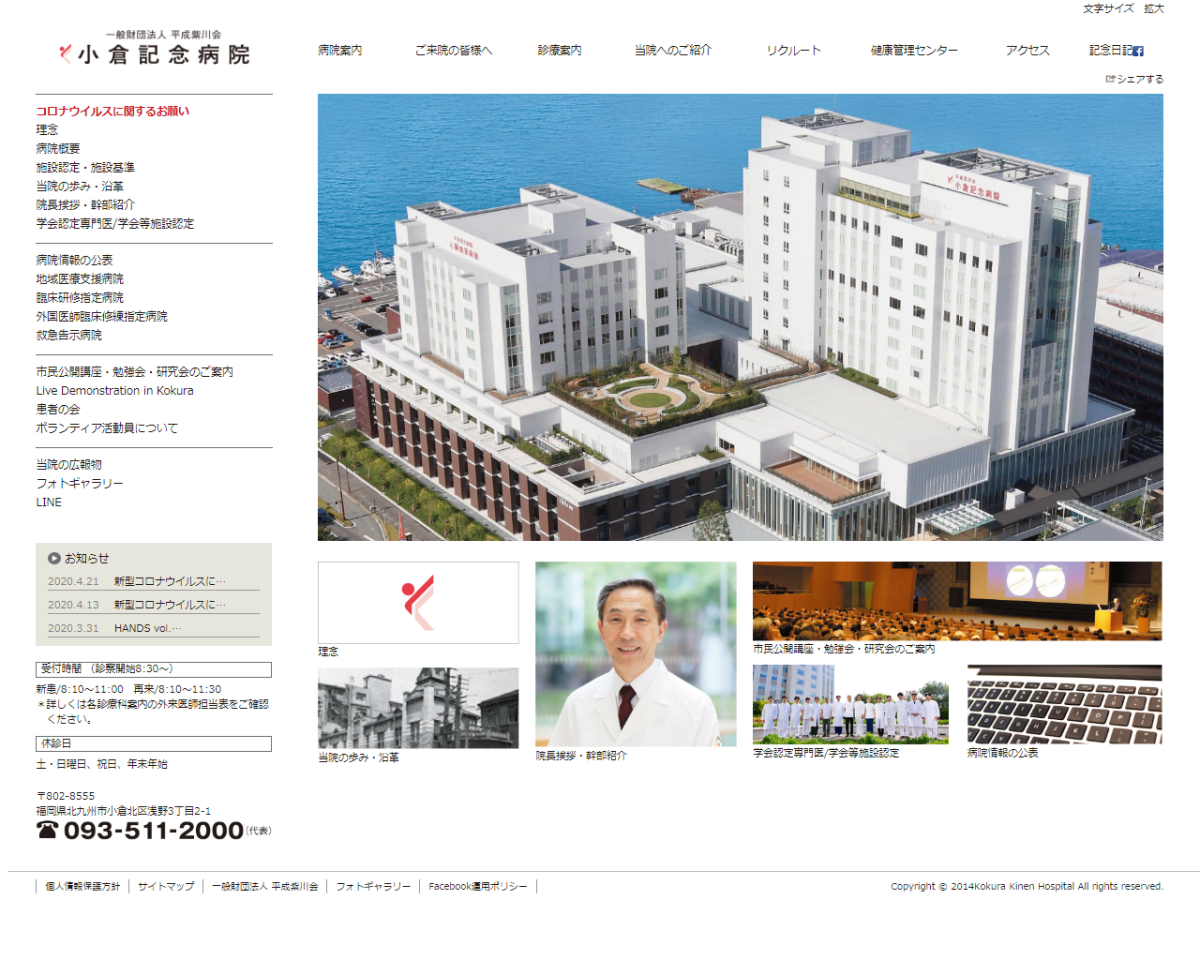 文字サイズ 拡大
一般財団法人 平成紫川会
小倉記念病院
病院案内 ご来院の皆様へ 診療案内 当院へのご紹介 リクルート 健康管理センター アクセス 記念日記
シェアする
コロナウイルスに関するお願い
理念
病院概要
施設認定・施設基準
当院の歩み・沿革
院長挨拶・幹部紹介
学会認定専門医/学会等施設認定
病院情報の公表
地域医療支援病院
臨床研修指定病院
外国医師臨床修練指定病院
救急告示病院
市民公開講座・勉強会・研究会のご案内
Live Demonstration in Kokura
患者の会
ボランティア活動員について
当院の広報物
フォトギャラリー
LINE
お知らせ
2020.4.21 新型コロナウイルスに…
2020.4.13 新型コロナウイルスに…
2020.3.31 HANDS vol.…
受付時間 （診察開始8:30～）
新患/8:10～11:00 再来/8:10～11:30
＊詳しくは各診療科案内の外来医師担当表をご確認
ください。
休診日
土・日曜日、祝日、年末年始
〒802-8555
福岡県北九州市小倉北区浅野3丁目2-1
093-511-2000(代表)
小倉記念病院
小倉記念病院
理念
当院の歩み・沿革
院長挨拶・幹部紹介
市民公開講座・勉強会・研究会のご案内
学会認定専門医/学会等施設認定
病院情報の公表
個人情報保護方針 サイトマップ 一般財団法人 平成紫川会 フォトギャラリー Facebook運用ポリシー
Copyright © 2014Kokura Kinen Hospital All rights reserved.